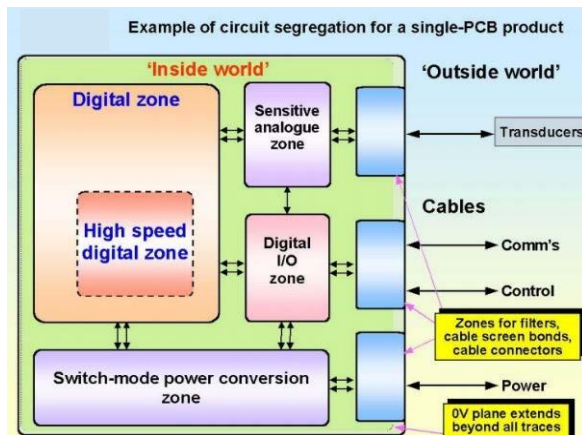 Example of circuit segregation for a single-PCB product
'Inside world'
'Outside world'
Digital zone
Sensitive
analogue
zone
Transducers
High speed
digital zone
Cables
Digital
I/O
zone
Comm's
Control
Zones for filters,
cable screen bonds,
cable connectors
Switch-mode power conversion
zone
Power
0V plane extends
beyond all traces